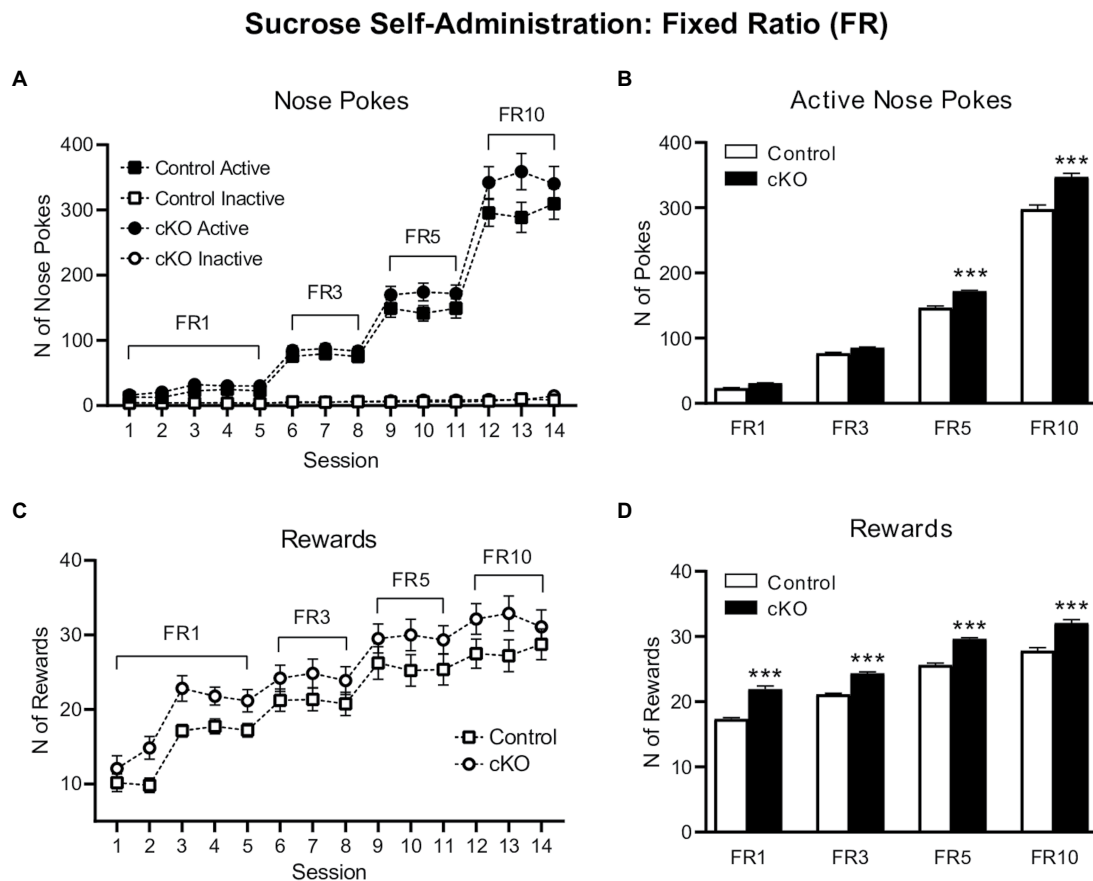 Sucrose Self-Administration: Fixed Ratio (FR)
A
Nose Pokes
N of Nose Pokes
400
300
200
100
0
Control Active
Control Inactive
cKO Active
cKO Inactive
FR1
FR3
FR5
FR10
1 2 3 4 5 6 7 8 9 10 11 12 13 14
Session
B
Active Nose Pokes
N of Pokes
400
300
200
100
0
Control
cKO
***
***
FR1 FR3 FR5 FR10
C
Rewards
N of Rewards
40
30
20
10
FR1
FR3
FR5
FR10
Control
cKO
1 2 3 4 5 6 7 8 9 10 11 12 13 14
Session
D
Rewards
N of Rewards
40
30
20
10
0
Control
cKO
***
***
***
***
FR1 FR3 FR5 FR10